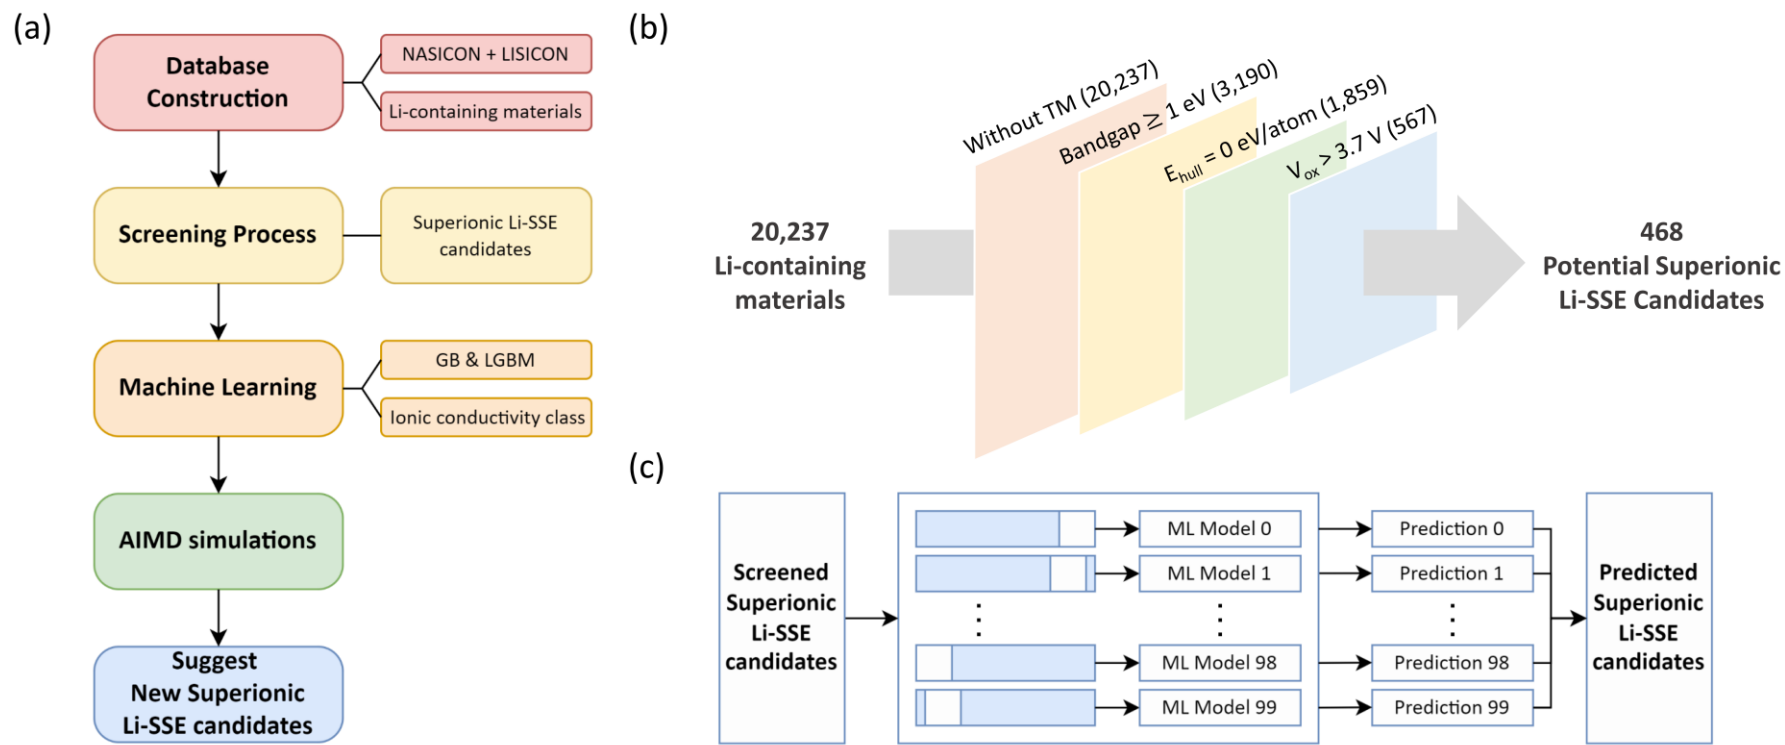 (a)
Database
Construction
NASICON + LISICON
Li-containing materials
Screening Process
Superionic Li-SSE
candidates
Machine Learning
GB & LGBM
Ionic conductivity class
AIMD simulations
Suggest
New Superionic
Li-SSE candidates
(b)
20,237
Li-containing
materials
Without TM (20,237)
Bandgap ≥ 1 eV (3,190)
E_hull = 0 eV/atom (1,859)
V_ox > 3.7 V (567)
468
Potential Superionic
Li-SSE Candidates
(c)
Screened
Superionic
Li-SSE
candidates
ML Model 0
Prediction 0
ML Model 1
Prediction 1
ML Model 98
Prediction 98
ML Model 99
Prediction 99
Predicted
Superionic
Li-SSE
candidates